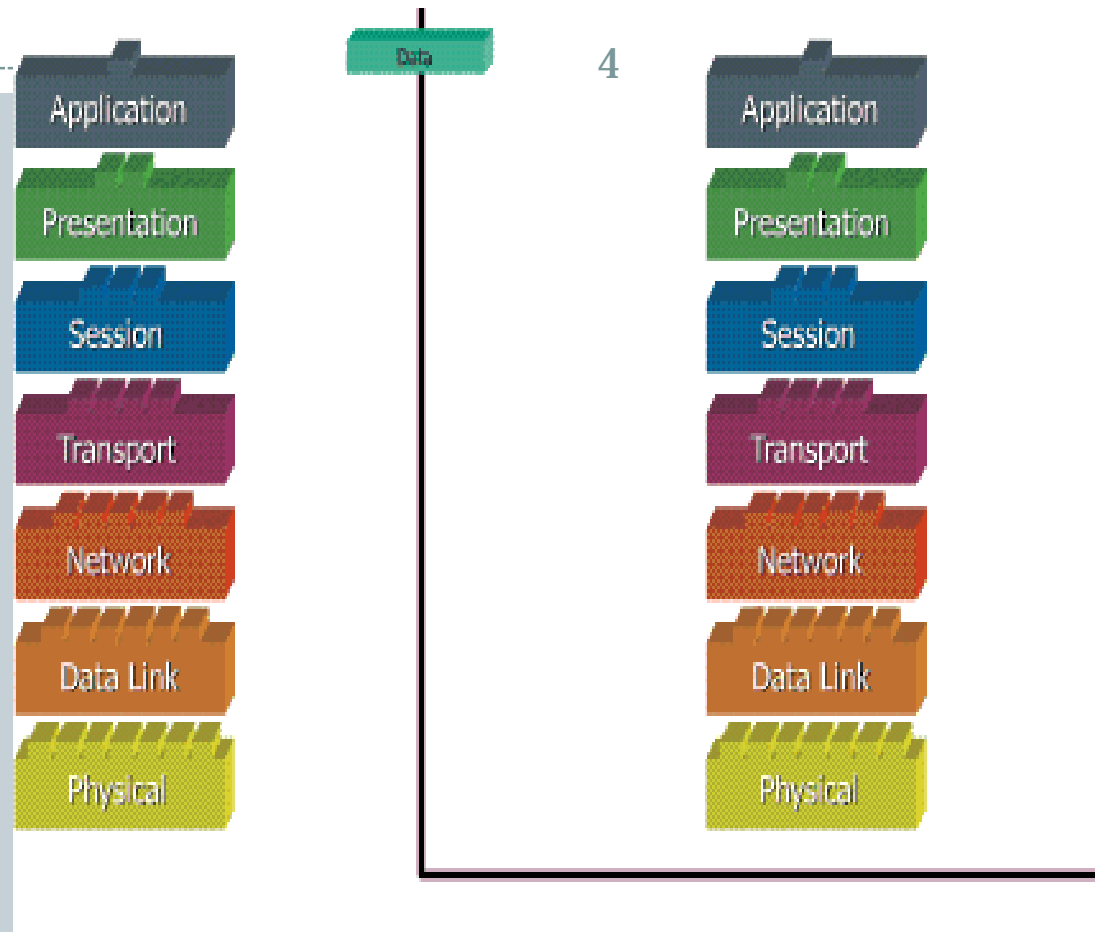 Data
4
Application
Presentation
Session
Transport
Network
Data Link
Physical
Application
Presentation
Session
Transport
Network
Data Link
Physical